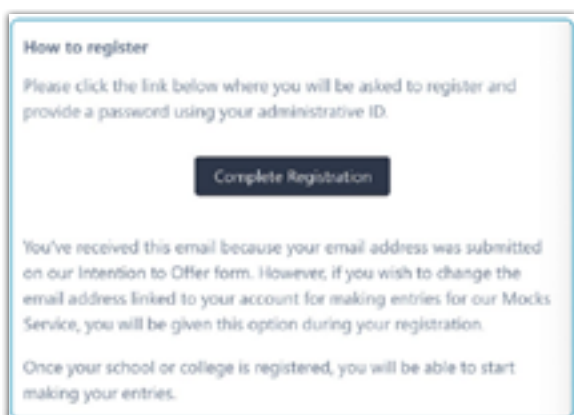 How to register
Please click the link below where you will be asked to register and
provide a password using your administrative ID.
Complete Registration
You've received this email because your email address was submitted
on our Intention to Offer form. However, if you wish to change the
email address linked to your account for making entries for our Mocks
Service, you will be given this option during your registration.
Once your school or college is registered, you will be able to start
making your entries.